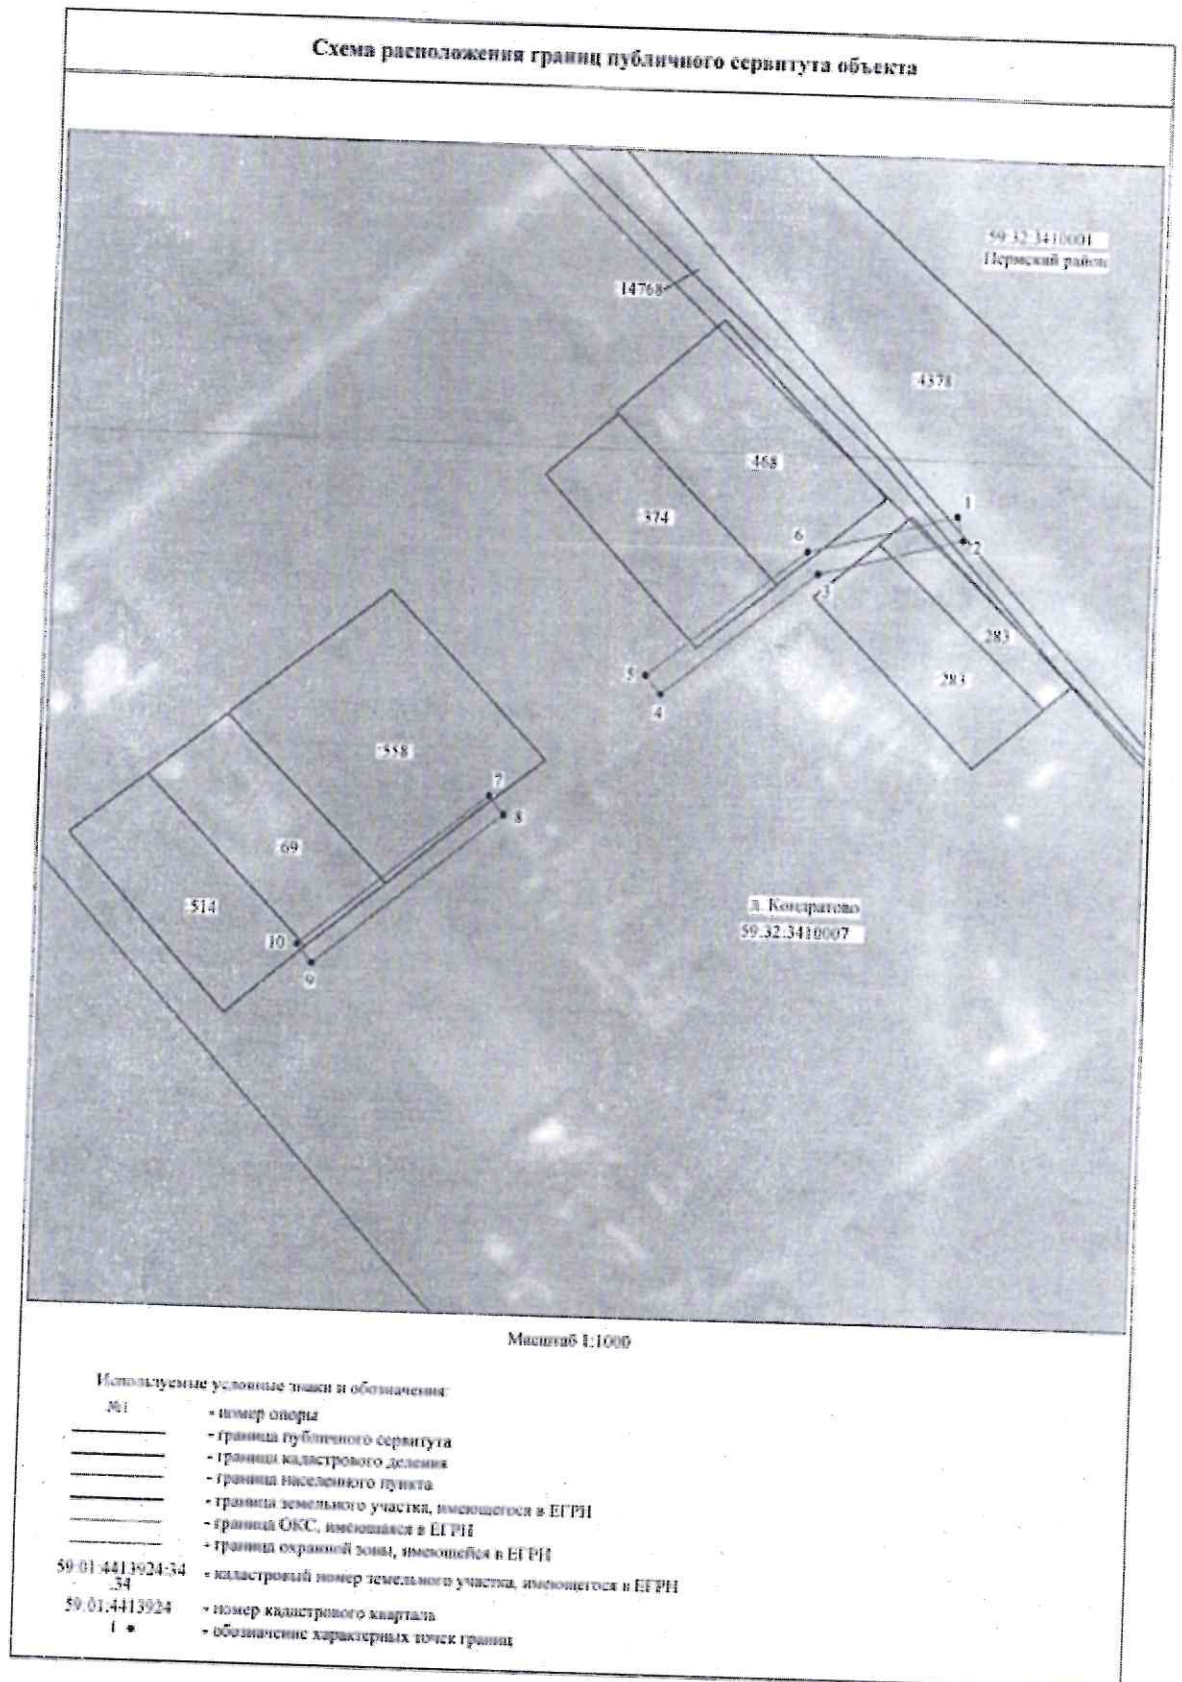 Схема расположения границ публичного сервитута объекта
59:32:3410001
Пермский район
:14768
:4378
:468
1
:374
6
2
3
:283
5
:283
4
:558
7
8
:69
:514
д. Кондратово
10
59:32:3410007
9
Масштаб 1:1000
Используемые условные знаки и обозначения:
№1 - номер опоры
- граница публичного сервитута
- граница кадастрового деления
- граница населенного пункта
- граница земельного участка, имеющегося в ЕГРН
- граница ОКС, имеющаяся в ЕГРН
- граница охранной зоны, имеющейся в ЕГРН
59:01:4413924:34 - кадастровый номер земельного участка, имеющегося в ЕГРН
:34
59:01:4413924 - номер кадастрового квартала
1 - обозначение характерных точек границ